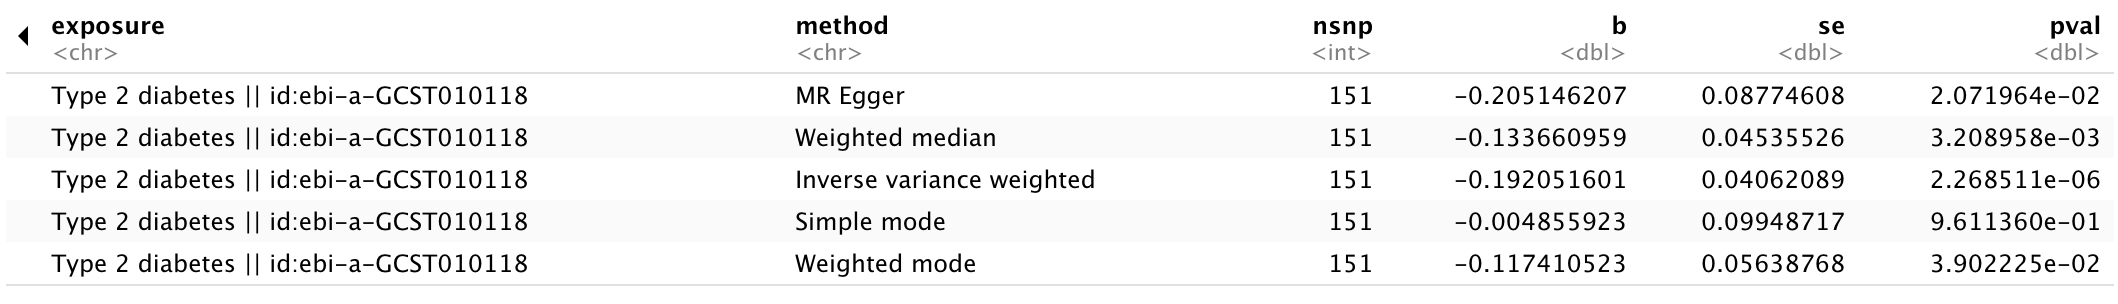 exposure method nsnp b se pval
<chr> <chr> <int> <dbl> <dbl> <dbl>
Type 2 diabetes || id:ebi-a-GCST010118 MR Egger 151 -0.205146207 0.08774608 2.071964e-02
Type 2 diabetes || id:ebi-a-GCST010118 Weighted median 151 -0.133660959 0.04535526 3.208958e-03
Type 2 diabetes || id:ebi-a-GCST010118 Inverse variance weighted 151 -0.192051601 0.04062089 2.268511e-06
Type 2 diabetes || id:ebi-a-GCST010118 Simple mode 151 -0.004855923 0.09948717 9.611360e-01
Type 2 diabetes || id:ebi-a-GCST010118 Weighted mode 151 -0.117410523 0.05638768 3.902225e-02